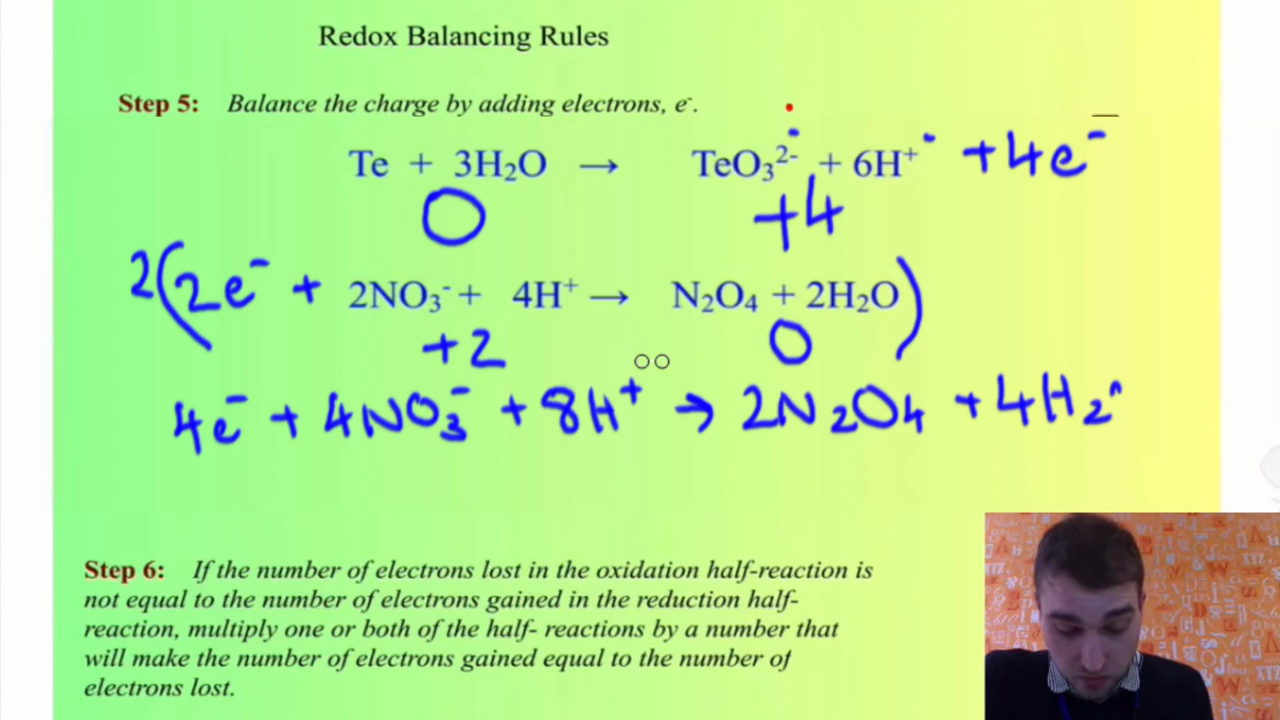 Redox Balancing Rules
Step 5: Balance the charge by adding electrons, e⁻.
Te + 3H₂O → TeO₃²⁻ + 6H⁺ +4e⁻
0 +4
2(2e⁻ + 2NO₃⁻ + 4H⁺ → N₂O₄ + 2H₂O)
+2 0
4e⁻ + 4NO₃⁻ + 8H⁺ → 2N₂O₄ + 4H₂
Step 6: If the number of electrons lost in the oxidation half-reaction is
not equal to the number of electrons gained in the reduction half-
reaction, multiply one or both of the half- reactions by a number that
will make the number of electrons gained equal to the number of
electrons lost.